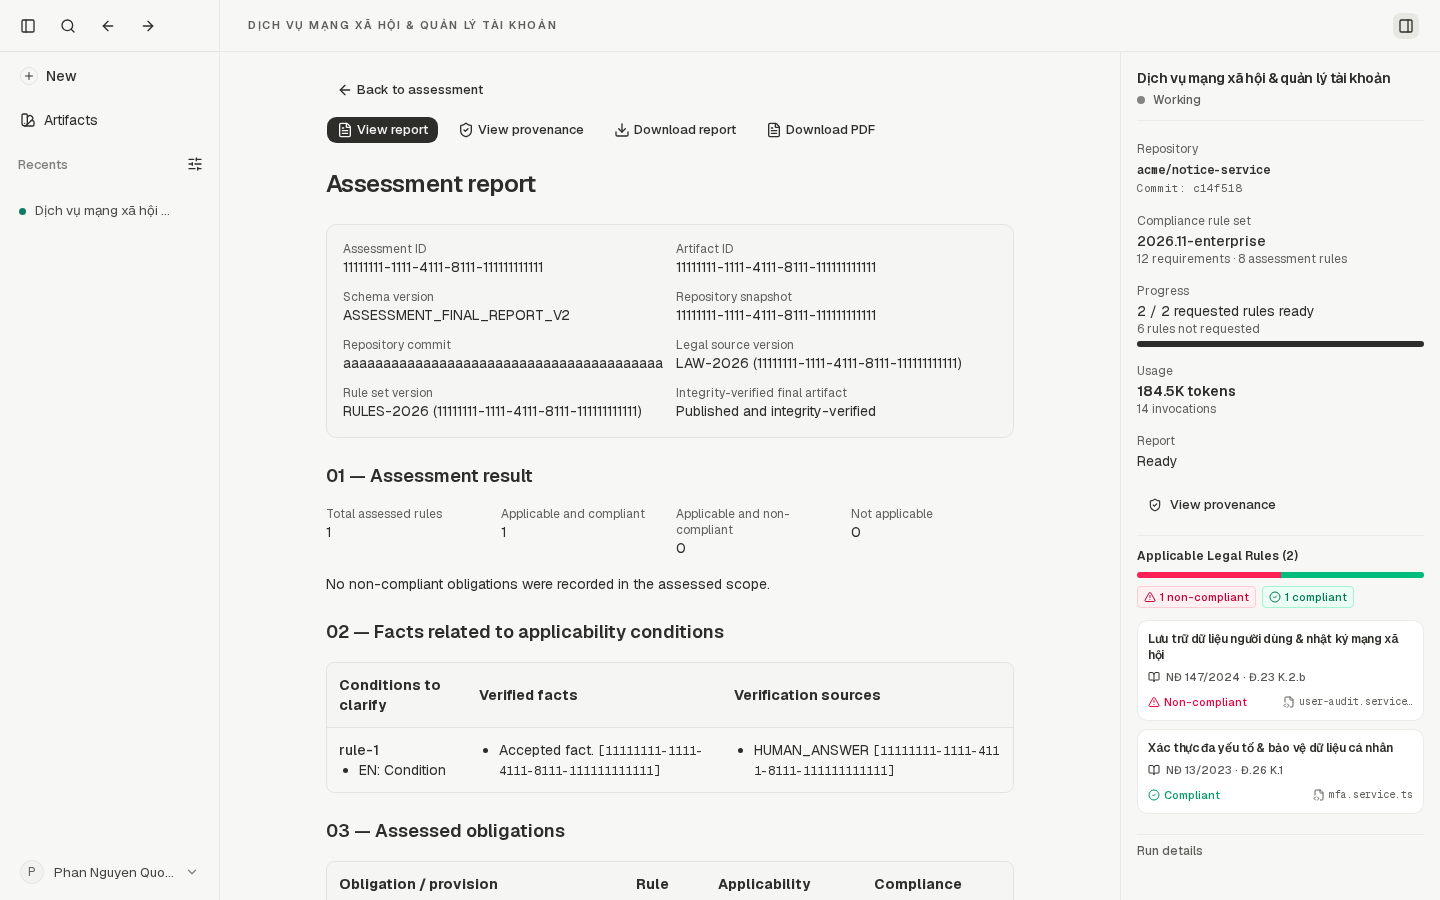 DỊCH VỤ MẠNG XÃ HỘI & QUẢN LÝ TÀI KHOẢN
New
Artifacts
Recents
Dịch vụ mạng xã hội ...
P
Phan Nguyen Quo...
Back to assessment
View report
View provenance
Download report
Download PDF
Assessment report
Assessment ID
11111111-1111-4111-8111-111111111111
Artifact ID
11111111-1111-4111-8111-111111111111
Schema version
ASSESSMENT_FINAL_REPORT_V2
Repository snapshot
11111111-1111-4111-8111-111111111111
Repository commit
aaaaaaaaaaaaaaaaaaaaaaaaaaaaaaaaaaaaaaaa
Legal source version
LAW-2026 (11111111-1111-4111-8111-111111111111)
Rule set version
RULES-2026 (11111111-1111-4111-8111-111111111111)
Integrity-verified final artifact
Published and integrity-verified
01 — Assessment result
Total assessed rules
1
Applicable and compliant
1
Applicable and non-
compliant
0
Not applicable
0
No non-compliant obligations were recorded in the assessed scope.
02 — Facts related to applicability conditions
Conditions to
clarify
Verified facts
Verification sources
rule-1
EN: Condition
Accepted fact. [11111111-1111-
4111-8111-111111111111]
HUMAN_ANSWER [11111111-1111-411
1-8111-111111111111]
03 — Assessed obligations
Obligation / provision
Rule
Applicability
Compliance
Dịch vụ mạng xã hội & quản lý tài khoản
Working
Repository
acme/notice-service
Commit: c14f518
Compliance rule set
2026.11-enterprise
12 requirements · 8 assessment rules
Progress
2 / 2 requested rules ready
6 rules not requested
Usage
184.5K tokens
14 invocations
Report
Ready
View provenance
Applicable Legal Rules (2)
1 non-compliant
1 compliant
Lưu trữ dữ liệu người dùng & nhật ký mạng xã
hội
NĐ 147/2024 · Đ.23 K.2.b
Non-compliant
user-audit.service…
Xác thực đa yếu tố & bảo vệ dữ liệu cá nhân
NĐ 13/2023 · Đ.26 K.1
Compliant
mfa.service.ts
Run details